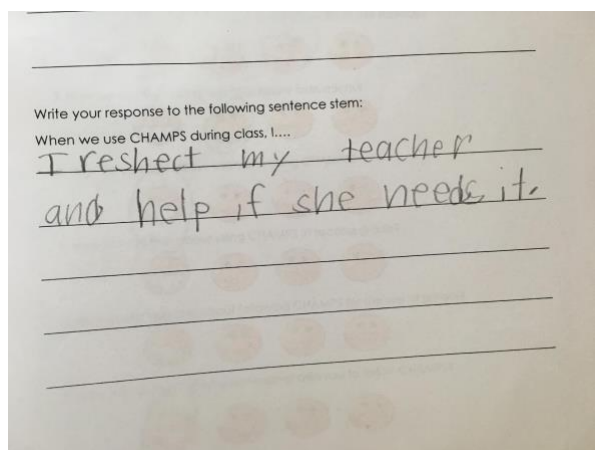 Write your response to the following sentence stem:
When we use CHAMPS during class, I....
I reshect my teacher
and help if she needs it.